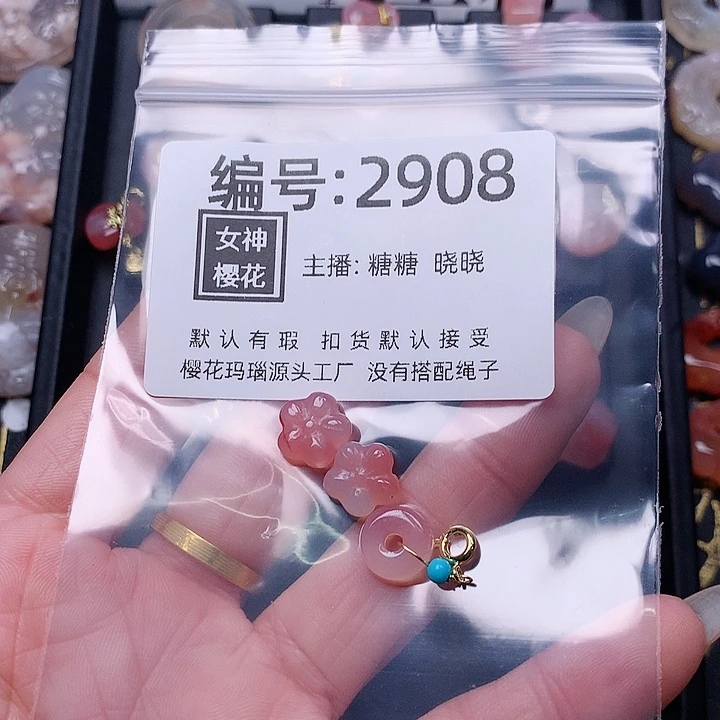 编号:2908
女神
樱花
主播: 糖糖 晓晓
默认有瑕 扣货默认接受
樱花玛瑙源头工厂 没有搭配绳子